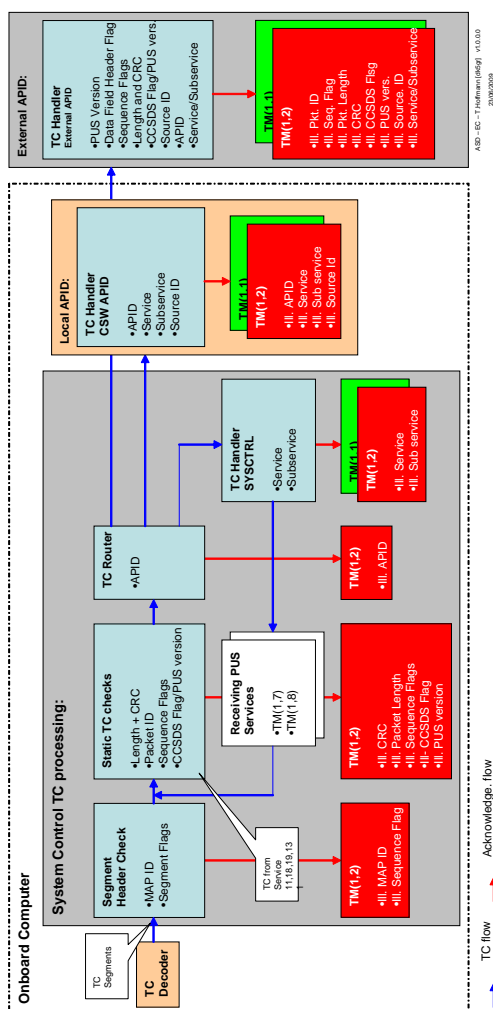 Onboard Computer
System Control TC processing:
TC
Segments
TC
Decoder
Segment
Header Check
•MAP ID
•Segment Flags
TM(1,2)
•Ill. MAP ID
•Ill. Sequence Flag
TC from
Service
11,18,19,13
Static TC checks
•Length + CRC
•Packet ID
•Sequence Flags
•CCSDS Flag/PUS version
Receiving PUS
Services
•TM(1,7)
•TM(1,8)
TM(1,2)
•Ill. CRC
•Ill. Packet Length
•Ill. Sequence Flags
•Ill- CCSDS Flag
•Ill. PUS version
TC Router
•APID
TM(1,2)
•Ill. APID
TC Handler
SYSCTRL
•Service
•Subservice
TM(1,1)
TM(1,2)
•Ill. Service
•Ill. Sub service
Local APID:
TC Handler
CSW APID
•APID
•Service
•Subservice
•Source ID
TM(1,1)
TM(1,2)
•Ill. APID
•Ill. Service
•Ill. Sub service
•Ill. Source Id
External APID:
TC Handler
External APID
•PUS Version
•Data Field Header Flag
•Sequence Flags
•Length and CRC
•CCSDS Flag/PUS vers.
•Source ID
•APID
•Service/Subservice
TM(1,1)
TM(1,2)
•Ill. Pkt. ID
•Ill. Seq. Flag
•Ill. Pkt. Length
•Ill. CRC
•Ill. CCSDS Flsg
•Ill. PUS vers.
•Ill. Source. ID
•Ill. Service/Subservice
TC flow
Acknowledge. flow
23/06/2009